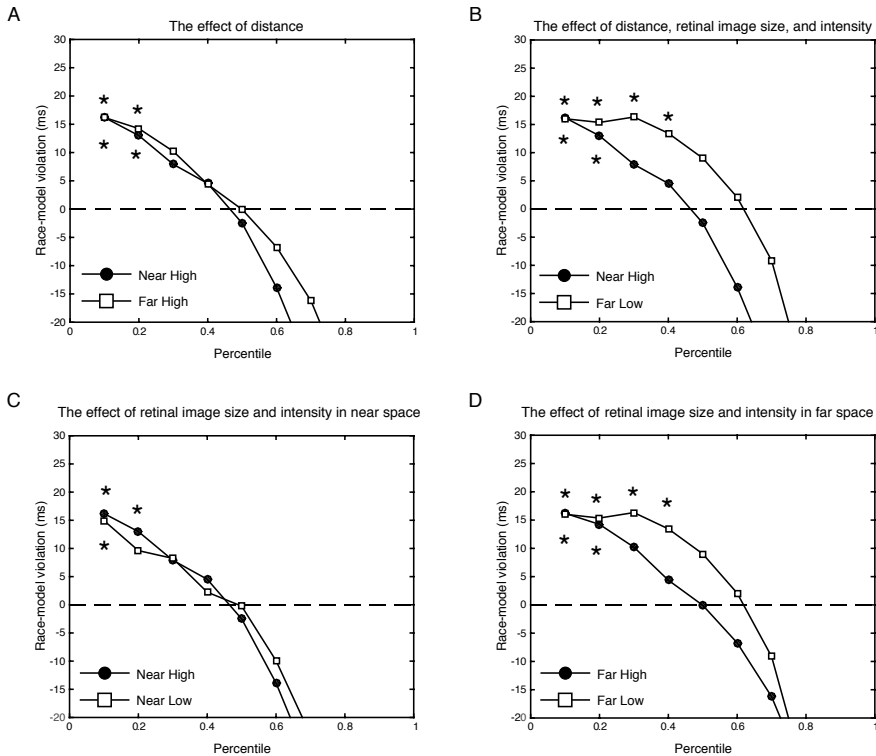 A
The effect of distance
30
25
20
15
10
5
0
-5
-10
-15
-20
Race-model violation (ms)
* *
* *
Near High
Far High
0 0.2 0.4 0.6 0.8 1
Percentile
B
The effect of distance, retinal image size, and intensity
30
25
20
15
10
5
0
-5
-10
-15
-20
Race-model violation (ms)
* * * *
* *
Near High
Far Low
0 0.2 0.4 0.6 0.8 1
Percentile
C
The effect of retinal image size and intensity in near space
30
25
20
15
10
5
0
-5
-10
-15
-20
Race-model violation (ms)
* *
*
Near High
Near Low
0 0.2 0.4 0.6 0.8 1
Percentile
D
The effect of retinal image size and intensity in far space
30
25
20
15
10
5
0
-5
-10
-15
-20
Race-model violation (ms)
* * * *
* *
Far High
Far Low
0 0.2 0.4 0.6 0.8 1
Percentile